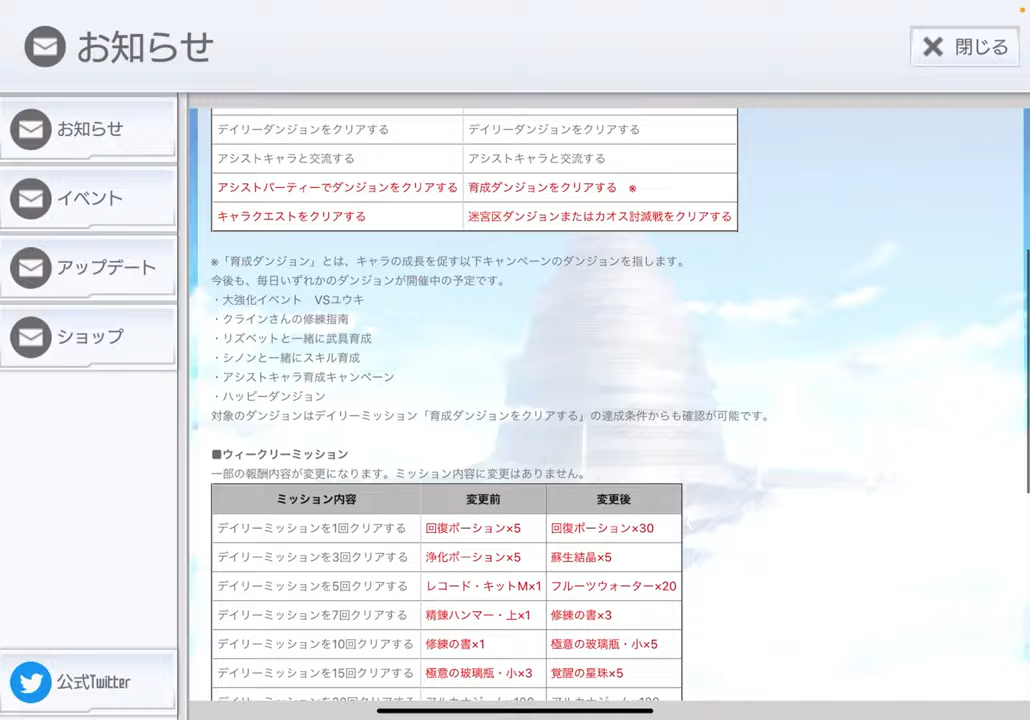 お知らせ
閉じる
お知らせ
イベント
アップデート
ショップ
公式Twitter
デイリーダンジョンをクリアする デイリーダンジョンをクリアする
アシストキャラと交流する アシストキャラと交流する
アシストパーティーでダンジョンをクリアする 育成ダンジョンをクリアする ※
キャラクエストをクリアする 迷宮区ダンジョンまたはカオス討滅戦をクリアする
※「育成ダンジョン」とは、キャラの成長を促す以下キャンペーンのダンジョンを指します。
今後も、毎日いずれかのダンジョンが開催中の予定です。
・大強化イベント　VSユウキ
・クラインさんの修練指南
・リズベットと一緒に武具育成
・シノンと一緒にスキル育成
・アシストキャラ育成キャンペーン
・ハッピーダンジョン
対象のダンジョンはデイリーミッション「育成ダンジョンをクリアする」の達成条件からも確認が可能です。
■ウィークリーミッション
一部の報酬内容が変更になります。ミッション内容に変更はありません。
ミッション内容 変更前 変更後
デイリーミッションを1回クリアする 回復ポーション×5 回復ポーション×30
デイリーミッションを3回クリアする 浄化ポーション×5 蘇生結晶×5
デイリーミッションを5回クリアする レコード・キットM×1 フルーツウォーター×20
デイリーミッションを7回クリアする 精錬ハンマー・上×1 修練の書×3
デイリーミッションを10回クリアする 修練の書×1 極意の玻璃瓶・小×5
デイリーミッションを15回クリアする 極意の玻璃瓶・小×3 覚醒の星珠×5